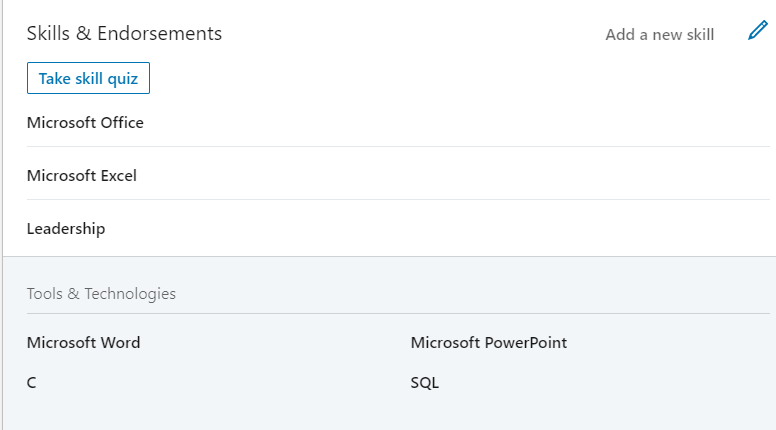 Skills & Endorsements
Add a new skill
Take skill quiz
Microsoft Office
Microsoft Excel
Leadership
Tools & Technologies
Microsoft Word
Microsoft PowerPoint
C
SQL